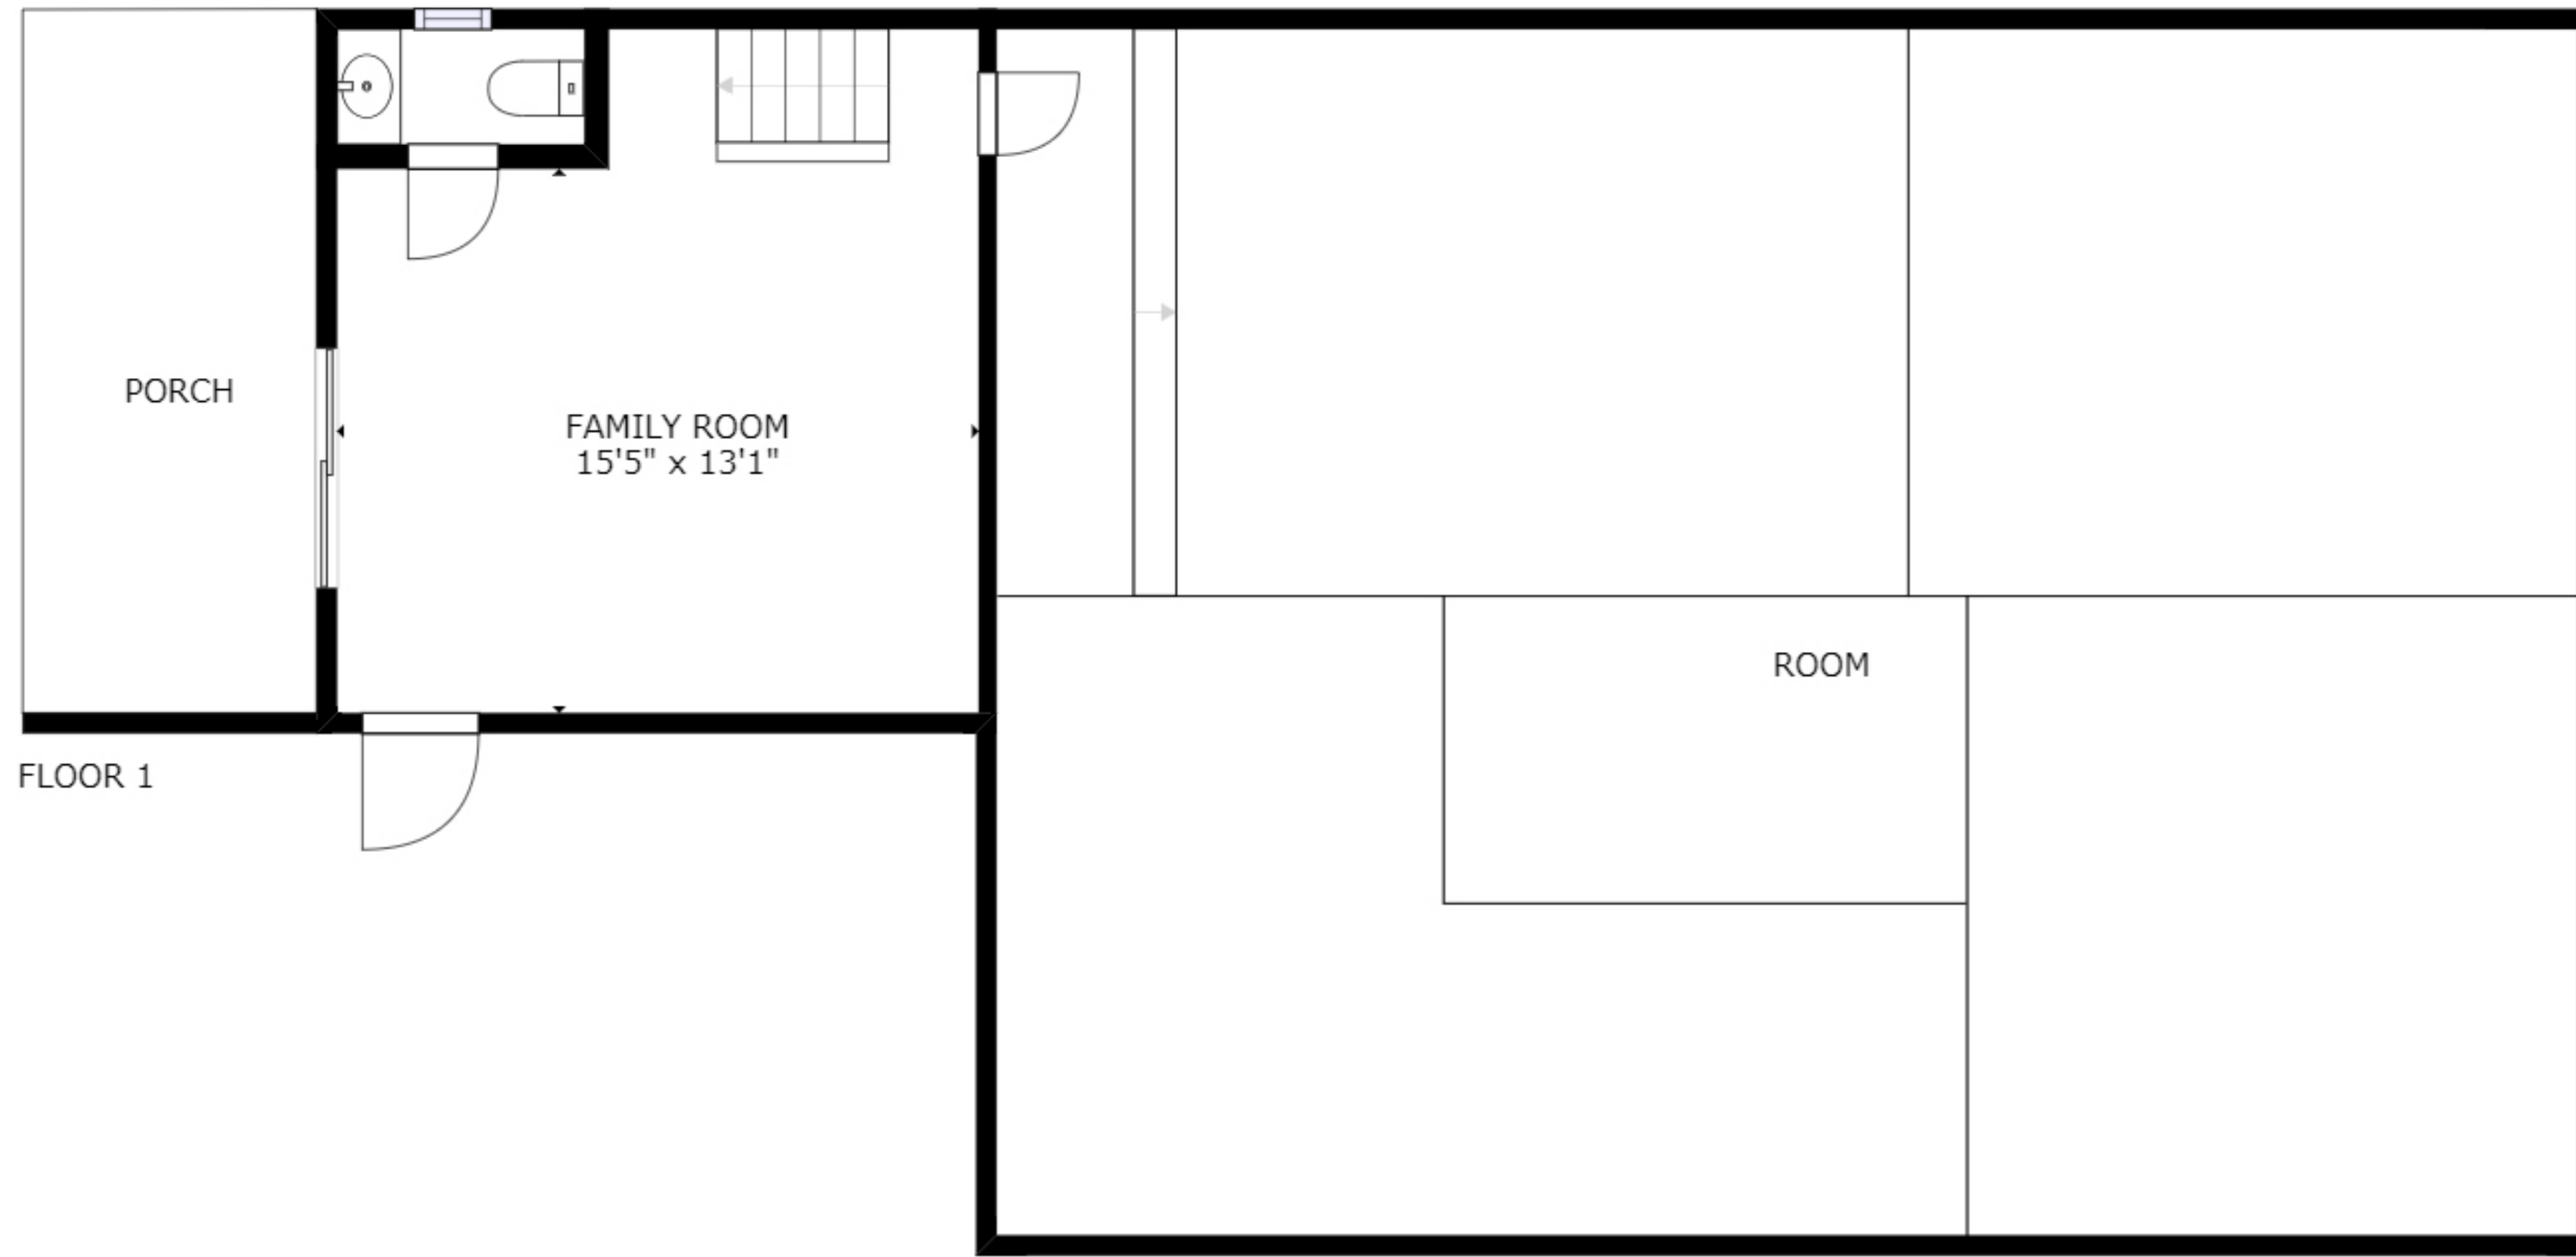 PORCH
FAMILY ROOM
15'5" x 13'1"
ROOM
FLOOR 1